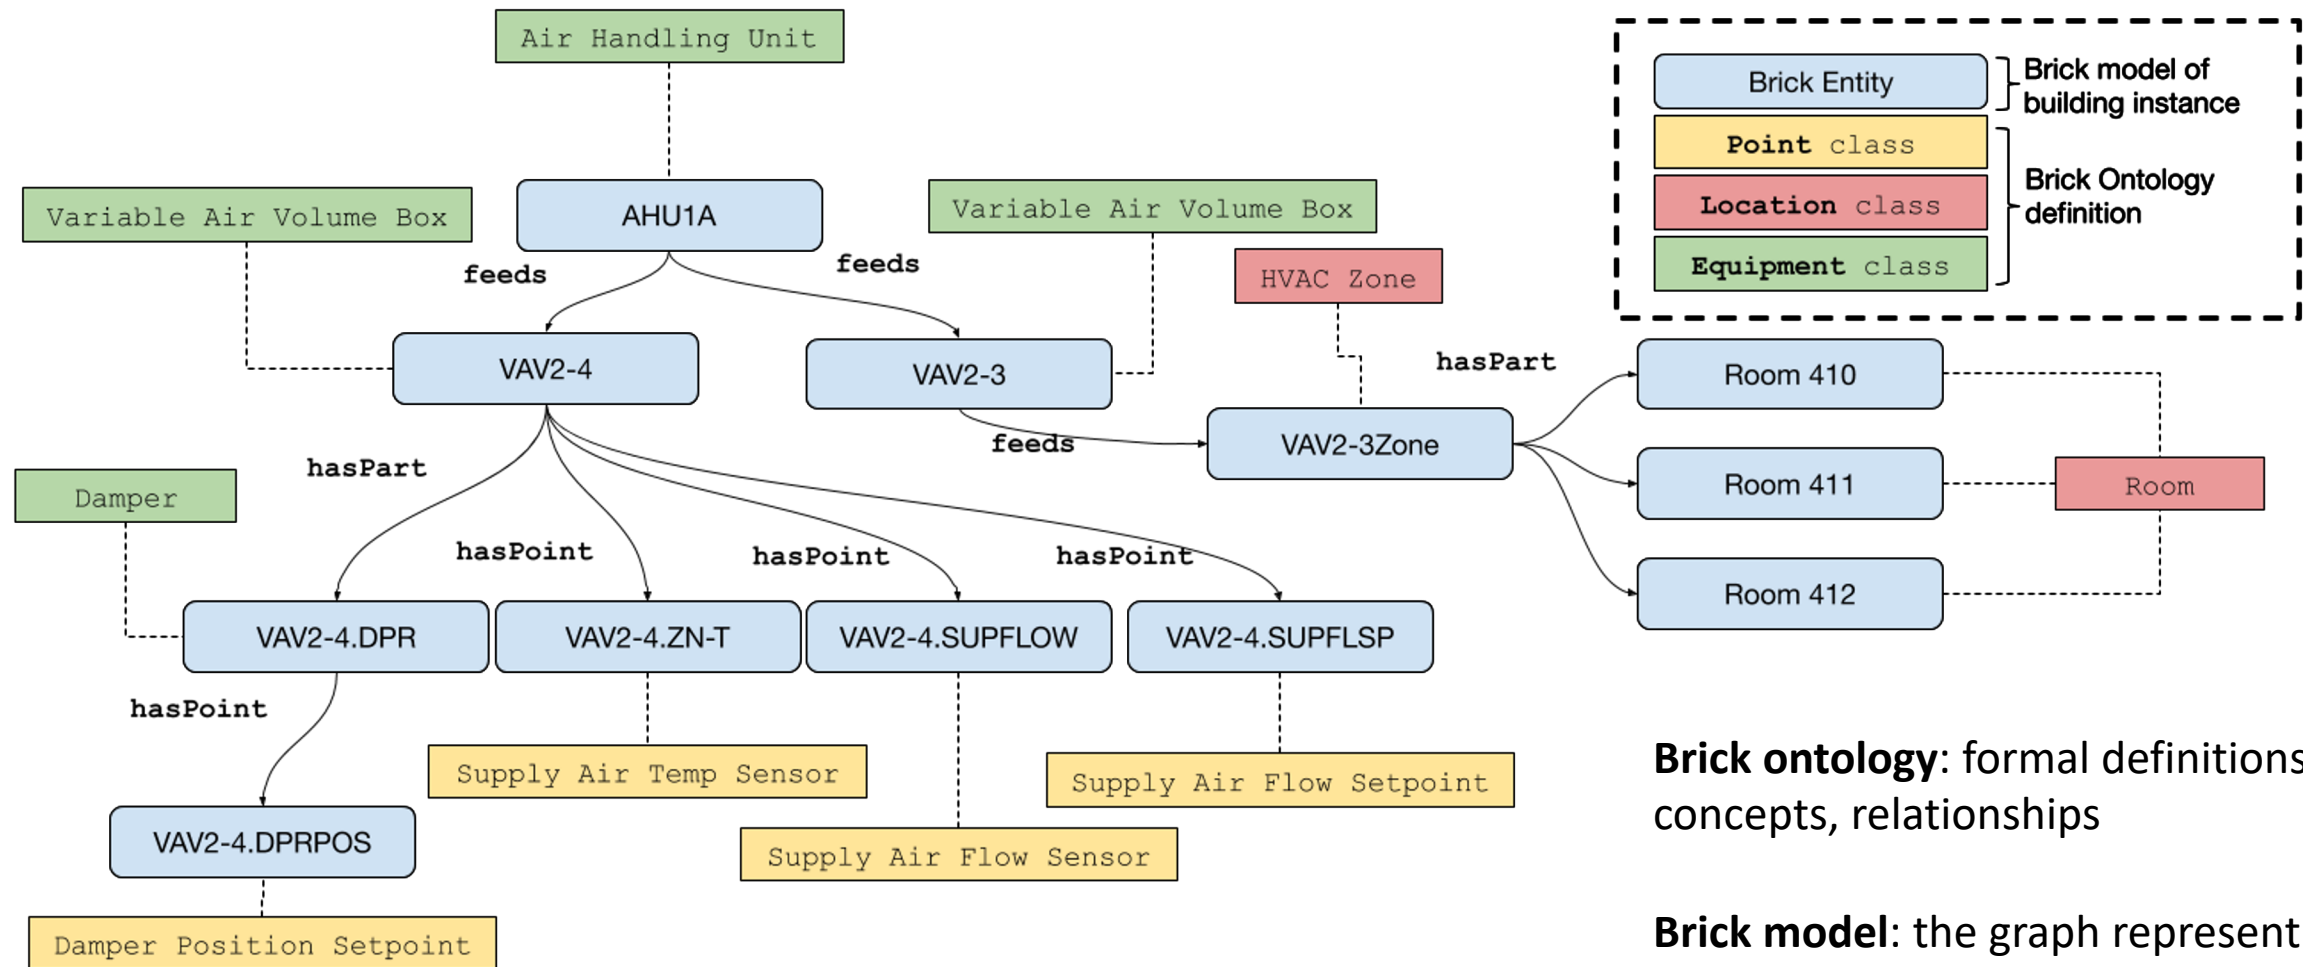 Air Handling Unit
Brick Entity
Brick model of
building instance
Point class
Location class
Equipment class
Brick Ontology
definition
Variable Air Volume Box
AHU1A
Variable Air Volume Box
feeds
feeds
HVAC Zone
VAV2-4
VAV2-3
hasPart
Room 410
feeds
VAV2-3Zone
Room 411
Room
Room 412
hasPart
Damper
hasPoint
hasPoint
hasPoint
VAV2-4.DPR
VAV2-4.ZN-T
VAV2-4.SUPFLOW
VAV2-4.SUPFLSP
hasPoint
Supply Air Temp Sensor
Supply Air Flow Setpoint
VAV2-4.DPRPOS
Supply Air Flow Sensor
Damper Position Setpoint
Brick ontology: formal definitions
concepts, relationships
Brick model: the graph represent